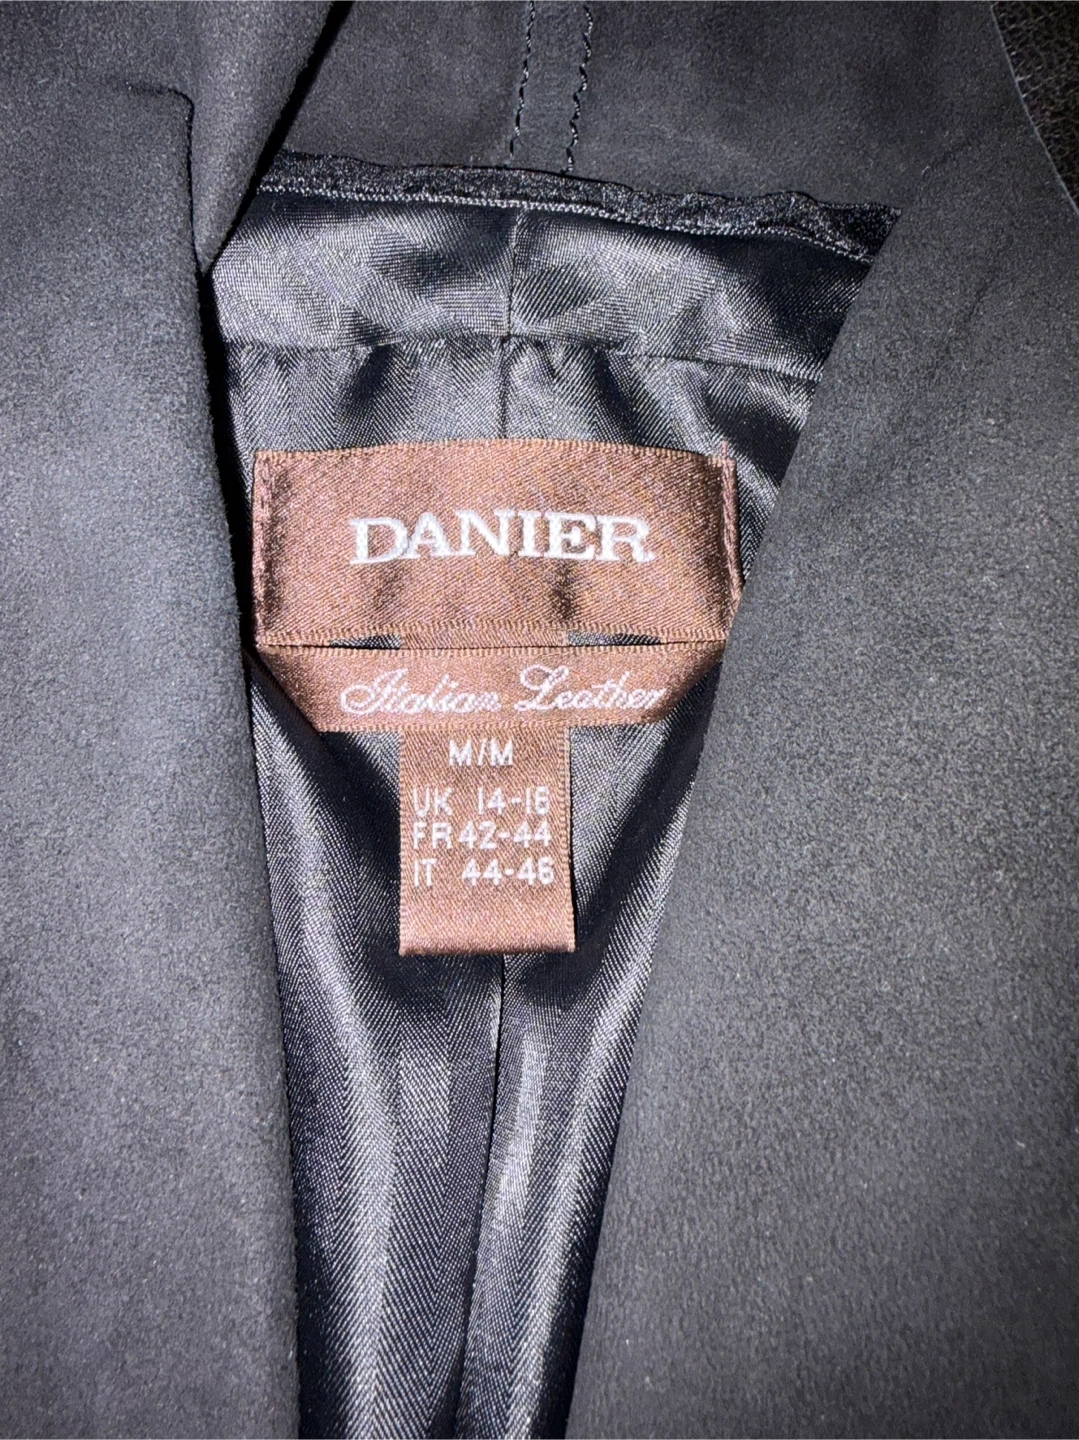 DANIER
Italian Leather
M/M
UK 14-16
FR 42-44
IT 44-46